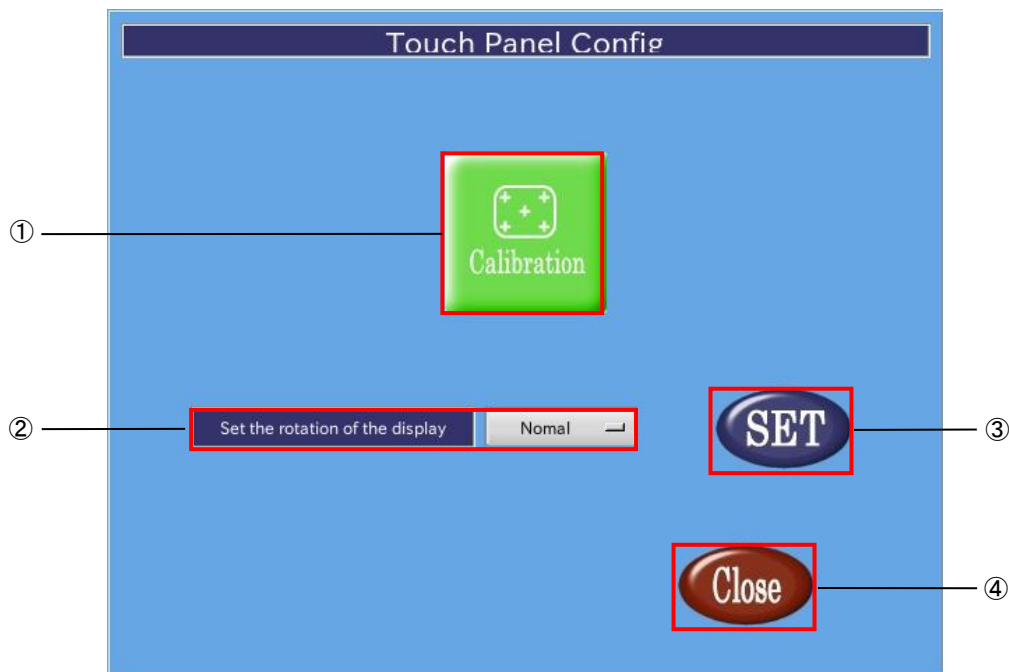 Touch Panel Config
①
Calibration
②
Set the rotation of the display
Nomal
SET
③
Close
④